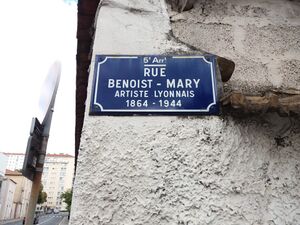 5e Arrt
RUE
BENOIST - MARY
ARTISTE LYONNAIS
1864 - 1944